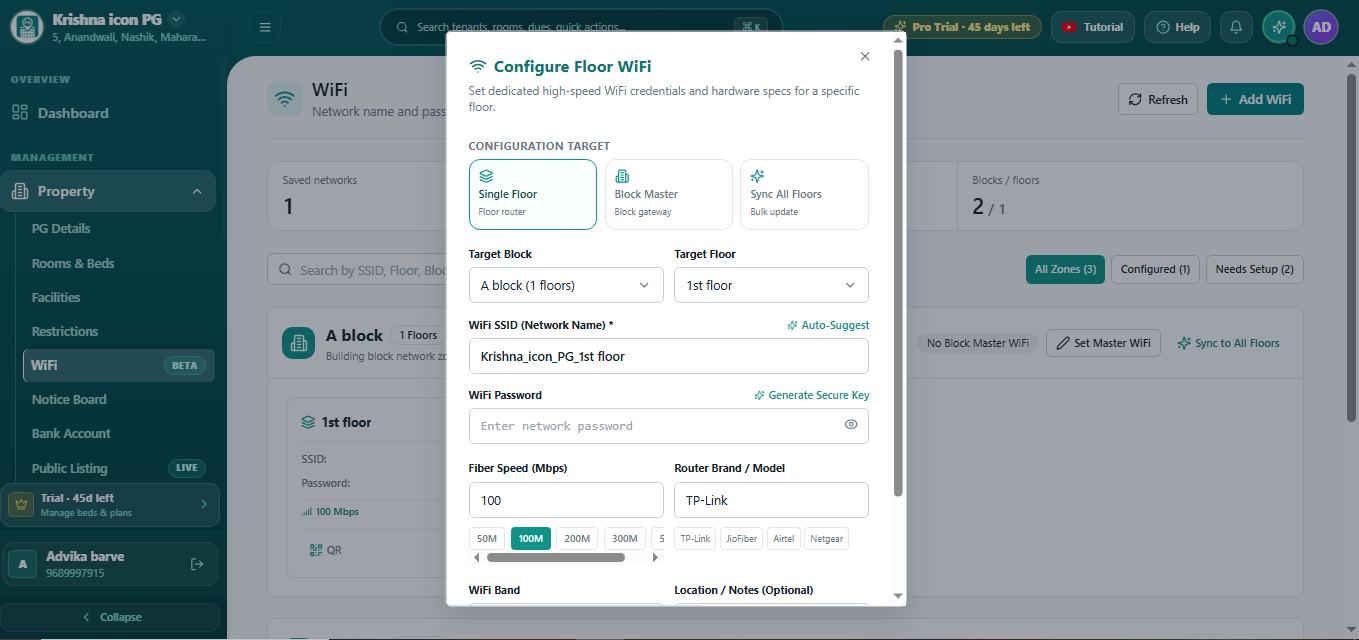 Krishna icon PG
5, Anandwali, Nashik, Mahara...
Search tenants, rooms, dues, quick actions...
⌘K
Pro Trial · 45 days left
Tutorial
Help
AD
OVERVIEW
Dashboard
MANAGEMENT
Property
PG Details
Rooms & Beds
Facilities
Restrictions
WiFi
BETA
Notice Board
Bank Account
Public Listing
LIVE
Trial · 45d left
Manage beds & plans
A
Advika barve
9689997915
Collapse
WiFi
Network name and pass
Refresh
+ Add WiFi
Saved networks
1
Blocks / floors
2 / 1
Search by SSID, Floor, Bloc
All Zones (3)
Configured (1)
Needs Setup (2)
A block
1 Floors
Building block network zo
No Block Master WiFi
Set Master WiFi
Sync to All Floors
1st floor
SSID:
Password:
100 Mbps
QR
Configure Floor WiFi
Set dedicated high-speed WiFi credentials and hardware specs for a specific
floor.
CONFIGURATION TARGET
Single Floor
Floor router
Block Master
Block gateway
Sync All Floors
Bulk update
Target Block
Target Floor
A block (1 floors)
1st floor
WiFi SSID (Network Name) *
Auto-Suggest
Krishna_icon_PG_1st floor
WiFi Password
Generate Secure Key
Enter network password
Fiber Speed (Mbps)
Router Brand / Model
100
TP-Link
50M
100M
200M
300M
5
TP-Link
JioFiber
Airtel
Netgear
WiFi Band
Location / Notes (Optional)